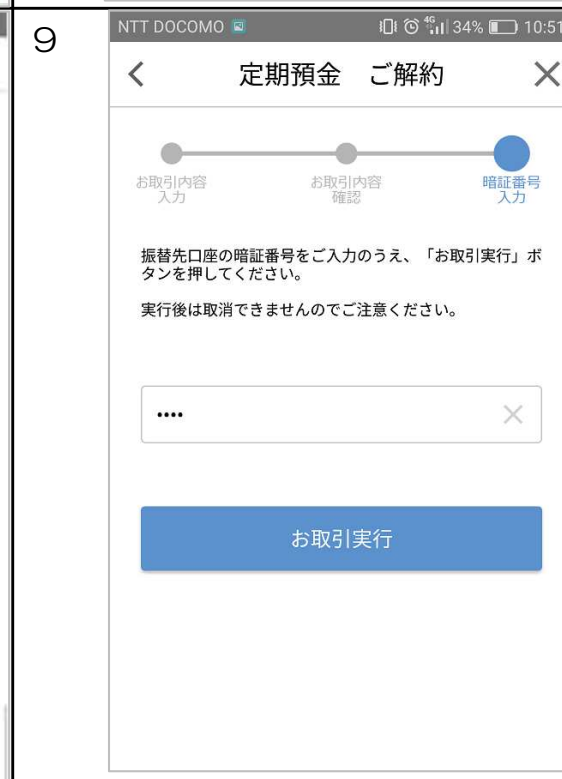 9
NTT DOCOMO 4G 34% 10:51
定期預金 ご解約
お取引内容
入力
お取引内容
確認
暗証番号
入力
振替先口座の暗証番号をご入力のうえ、「お取引実行」ボ
タンを押してください。
実行後は取消できませんのでご注意ください。
••••
お取引実行